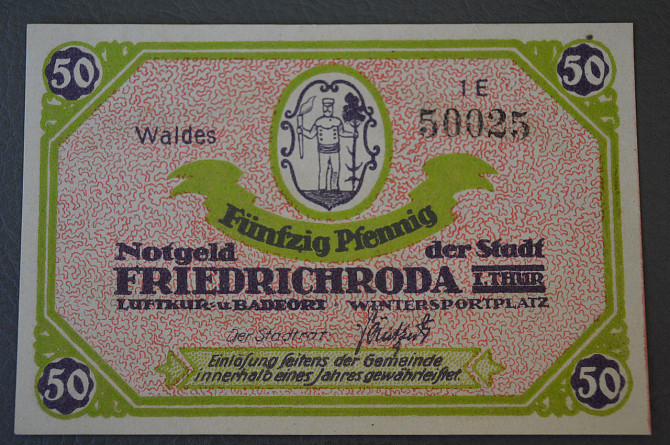 50
50
1 E
50025
Waldes
Fünfzig Pfennig
Notgeld der Stadt
FRIEDRICHRODA I.THÜR
LUFTKUR- u BADEORT WINTERSPORTPLATZ
Der Stadtrat:
Einlösung seitens der Gemeinde
innerhalb eines Jahres gewährleistet.
50
50